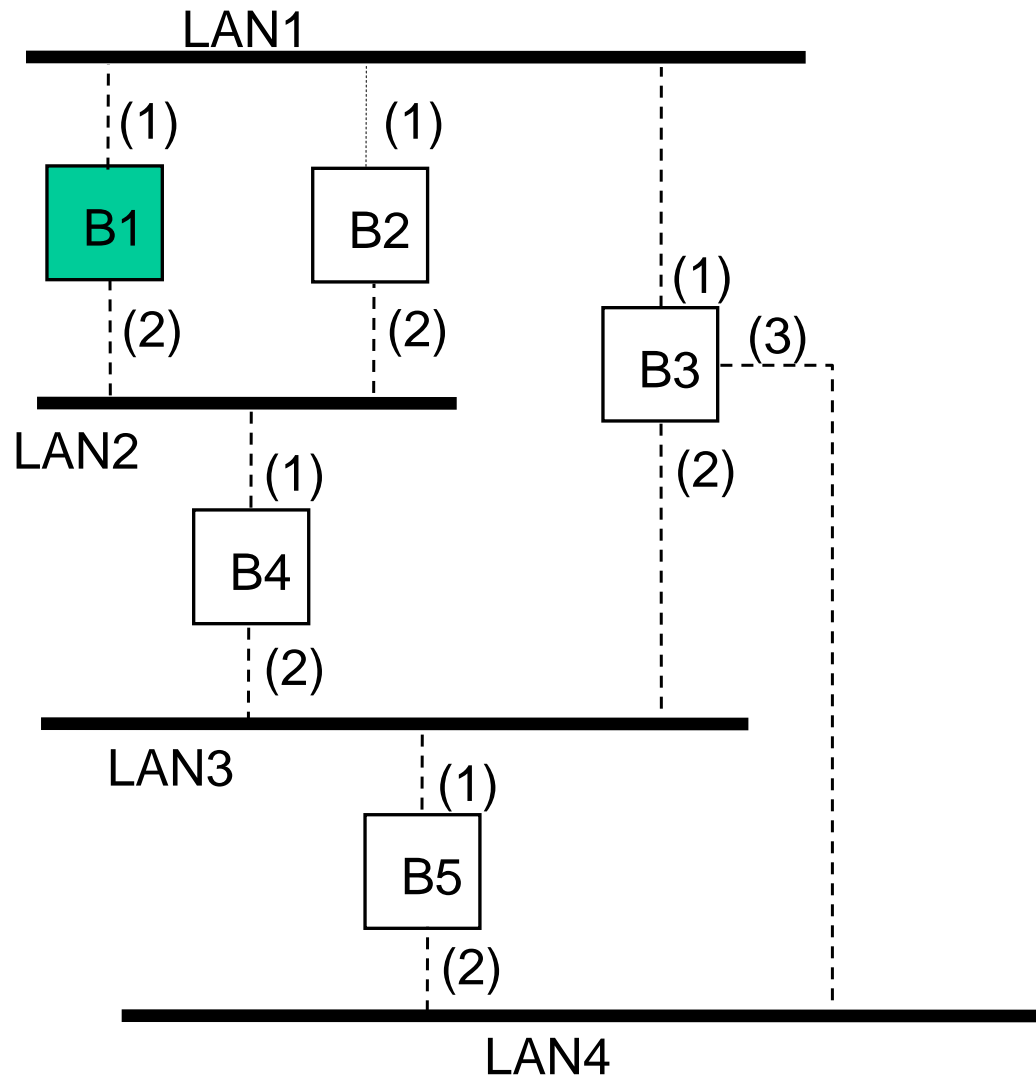 LAN1
(1)
(1)
B1
B2
(1)
(2)
(2)
(3)
B3
LAN2
(1)
(2)
B4
(2)
LAN3
(1)
B5
(2)
LAN4